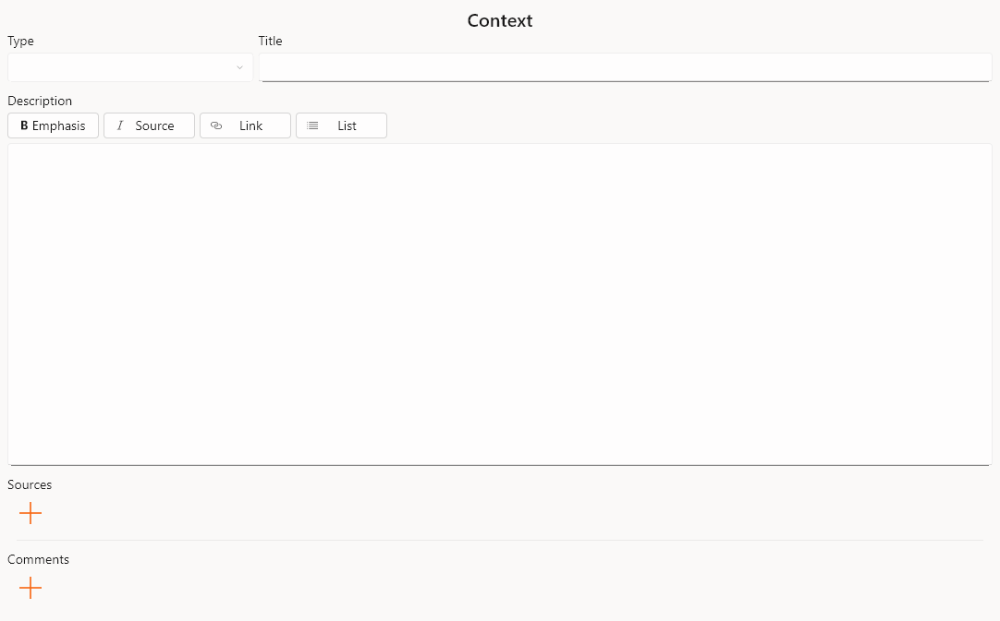 Context
Type Title
Description
B Emphasis I Source Link List
Sources
Comments